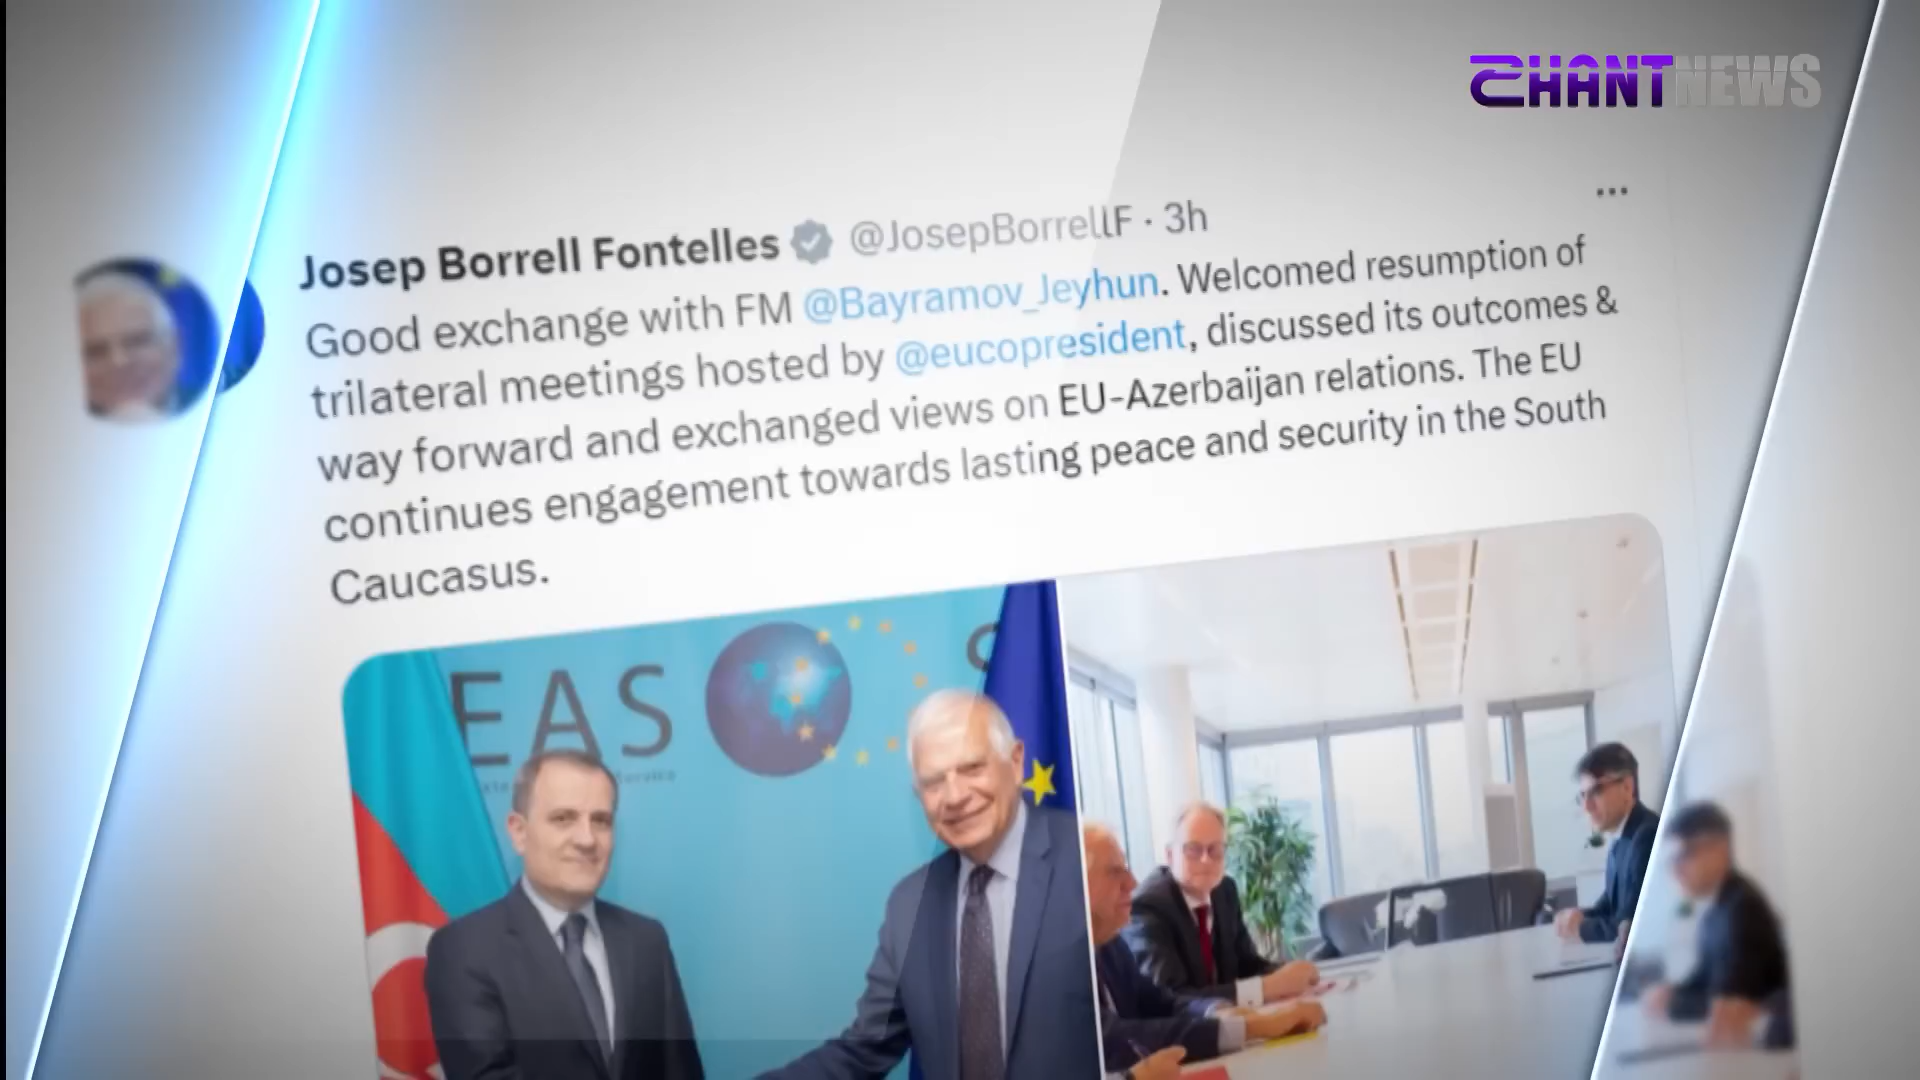 SHANTNEWS
Josep Borrell Fontelles @JosepBorrellF · 3h
Good exchange with FM @Bayramov_Jeyhun. Welcomed resumption of
trilateral meetings hosted by @eucopresident, discussed its outcomes &
way forward and exchanged views on EU-Azerbaijan relations. The EU
continues engagement towards lasting peace and security in the South
Caucasus.
EAS